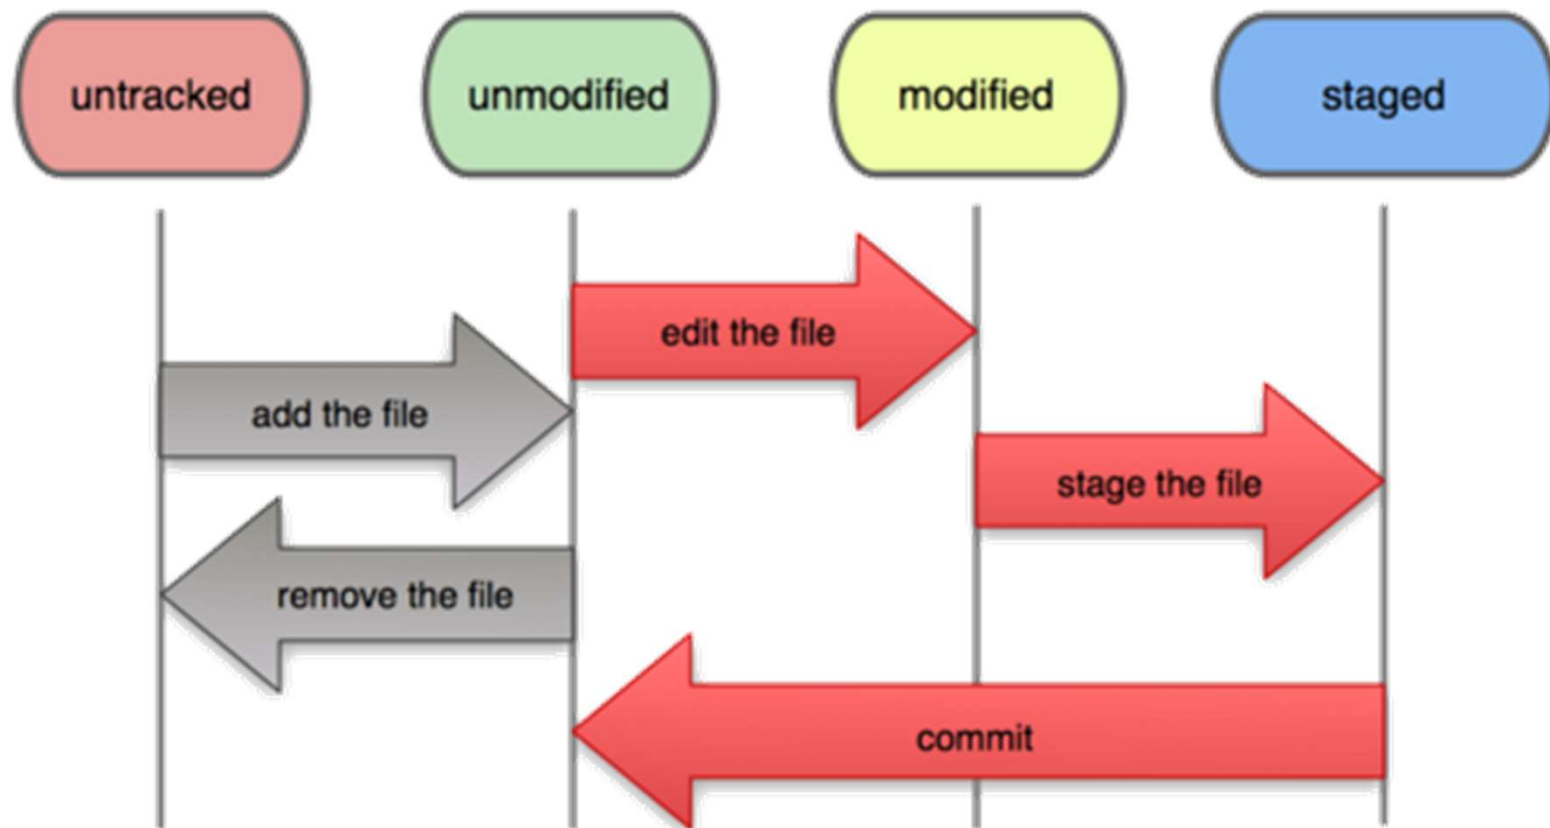 untracked
unmodified
modified
staged
edit the file
add the file
stage the file
remove the file
commit